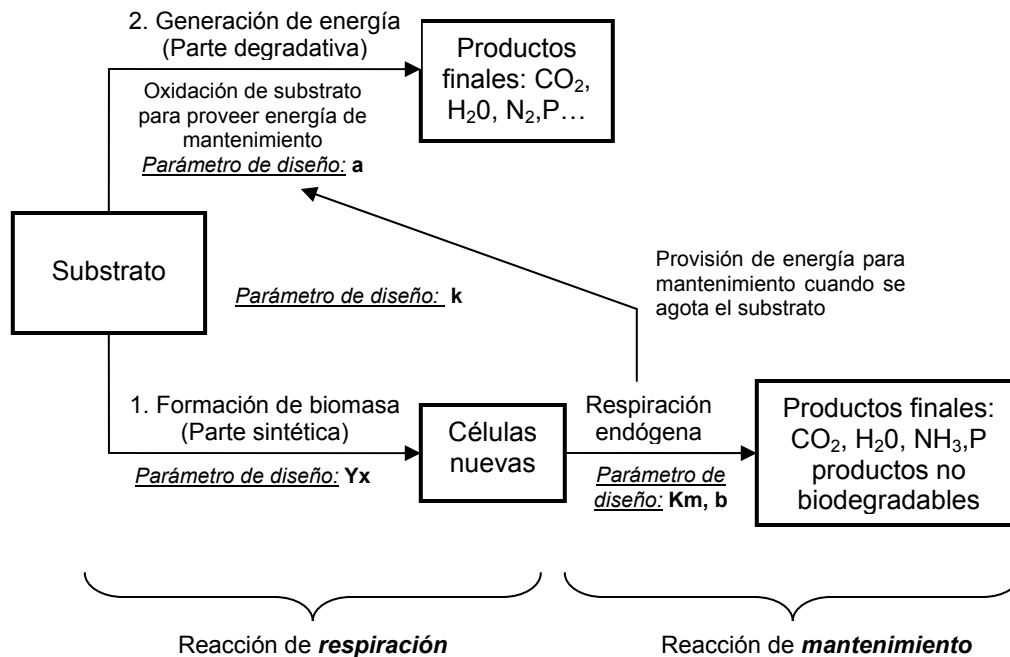 2. Generación de energía
(Parte degradativa)
Productos
finales: CO₂,
H₂0, N₂,P…
Oxidación de substrato
para proveer energía de
mantenimiento
Parámetro de diseño: a
Substrato
Provisión de energía para
mantenimiento cuando se
agota el substrato
Parámetro de diseño: k
1. Formación de biomasa
(Parte sintética)
Parámetro de diseño: Yx
Células
nuevas
Respiración
endógena
Parámetro de
diseño: Km, b
Productos finales:
CO₂, H₂0, NH₃,P
productos no
biodegradables
Reacción de respiración
Reacción de mantenimiento